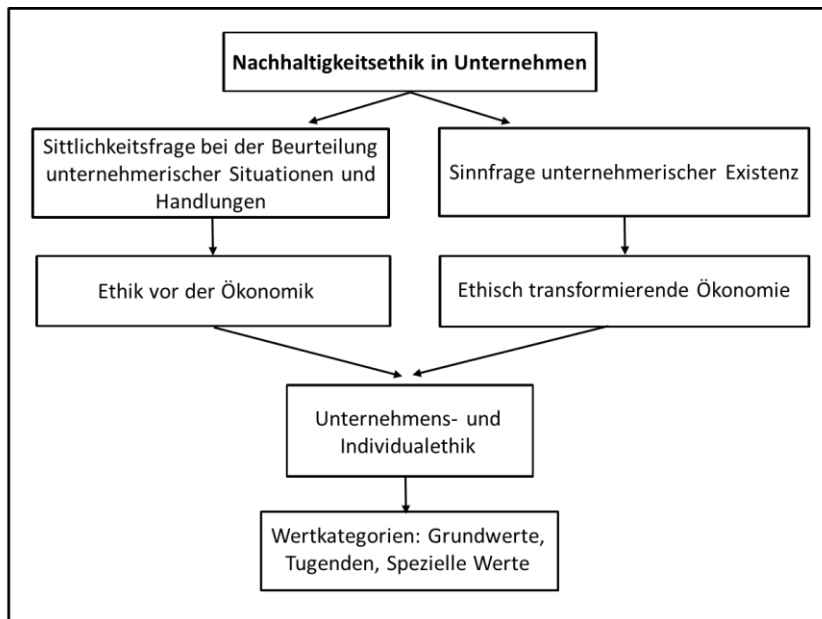 Nachhaltigkeitsethik in Unternehmen
Sittlichkeitsfrage bei der Beurteilung
unternehmerischer Situationen und
Handlungen
Sinnfrage unternehmerischer Existenz
Ethik vor der Ökonomik
Ethisch transformierende Ökonomie
Unternehmens- und
Individualethik
Wertkategorien: Grundwerte,
Tugenden, Spezielle Werte